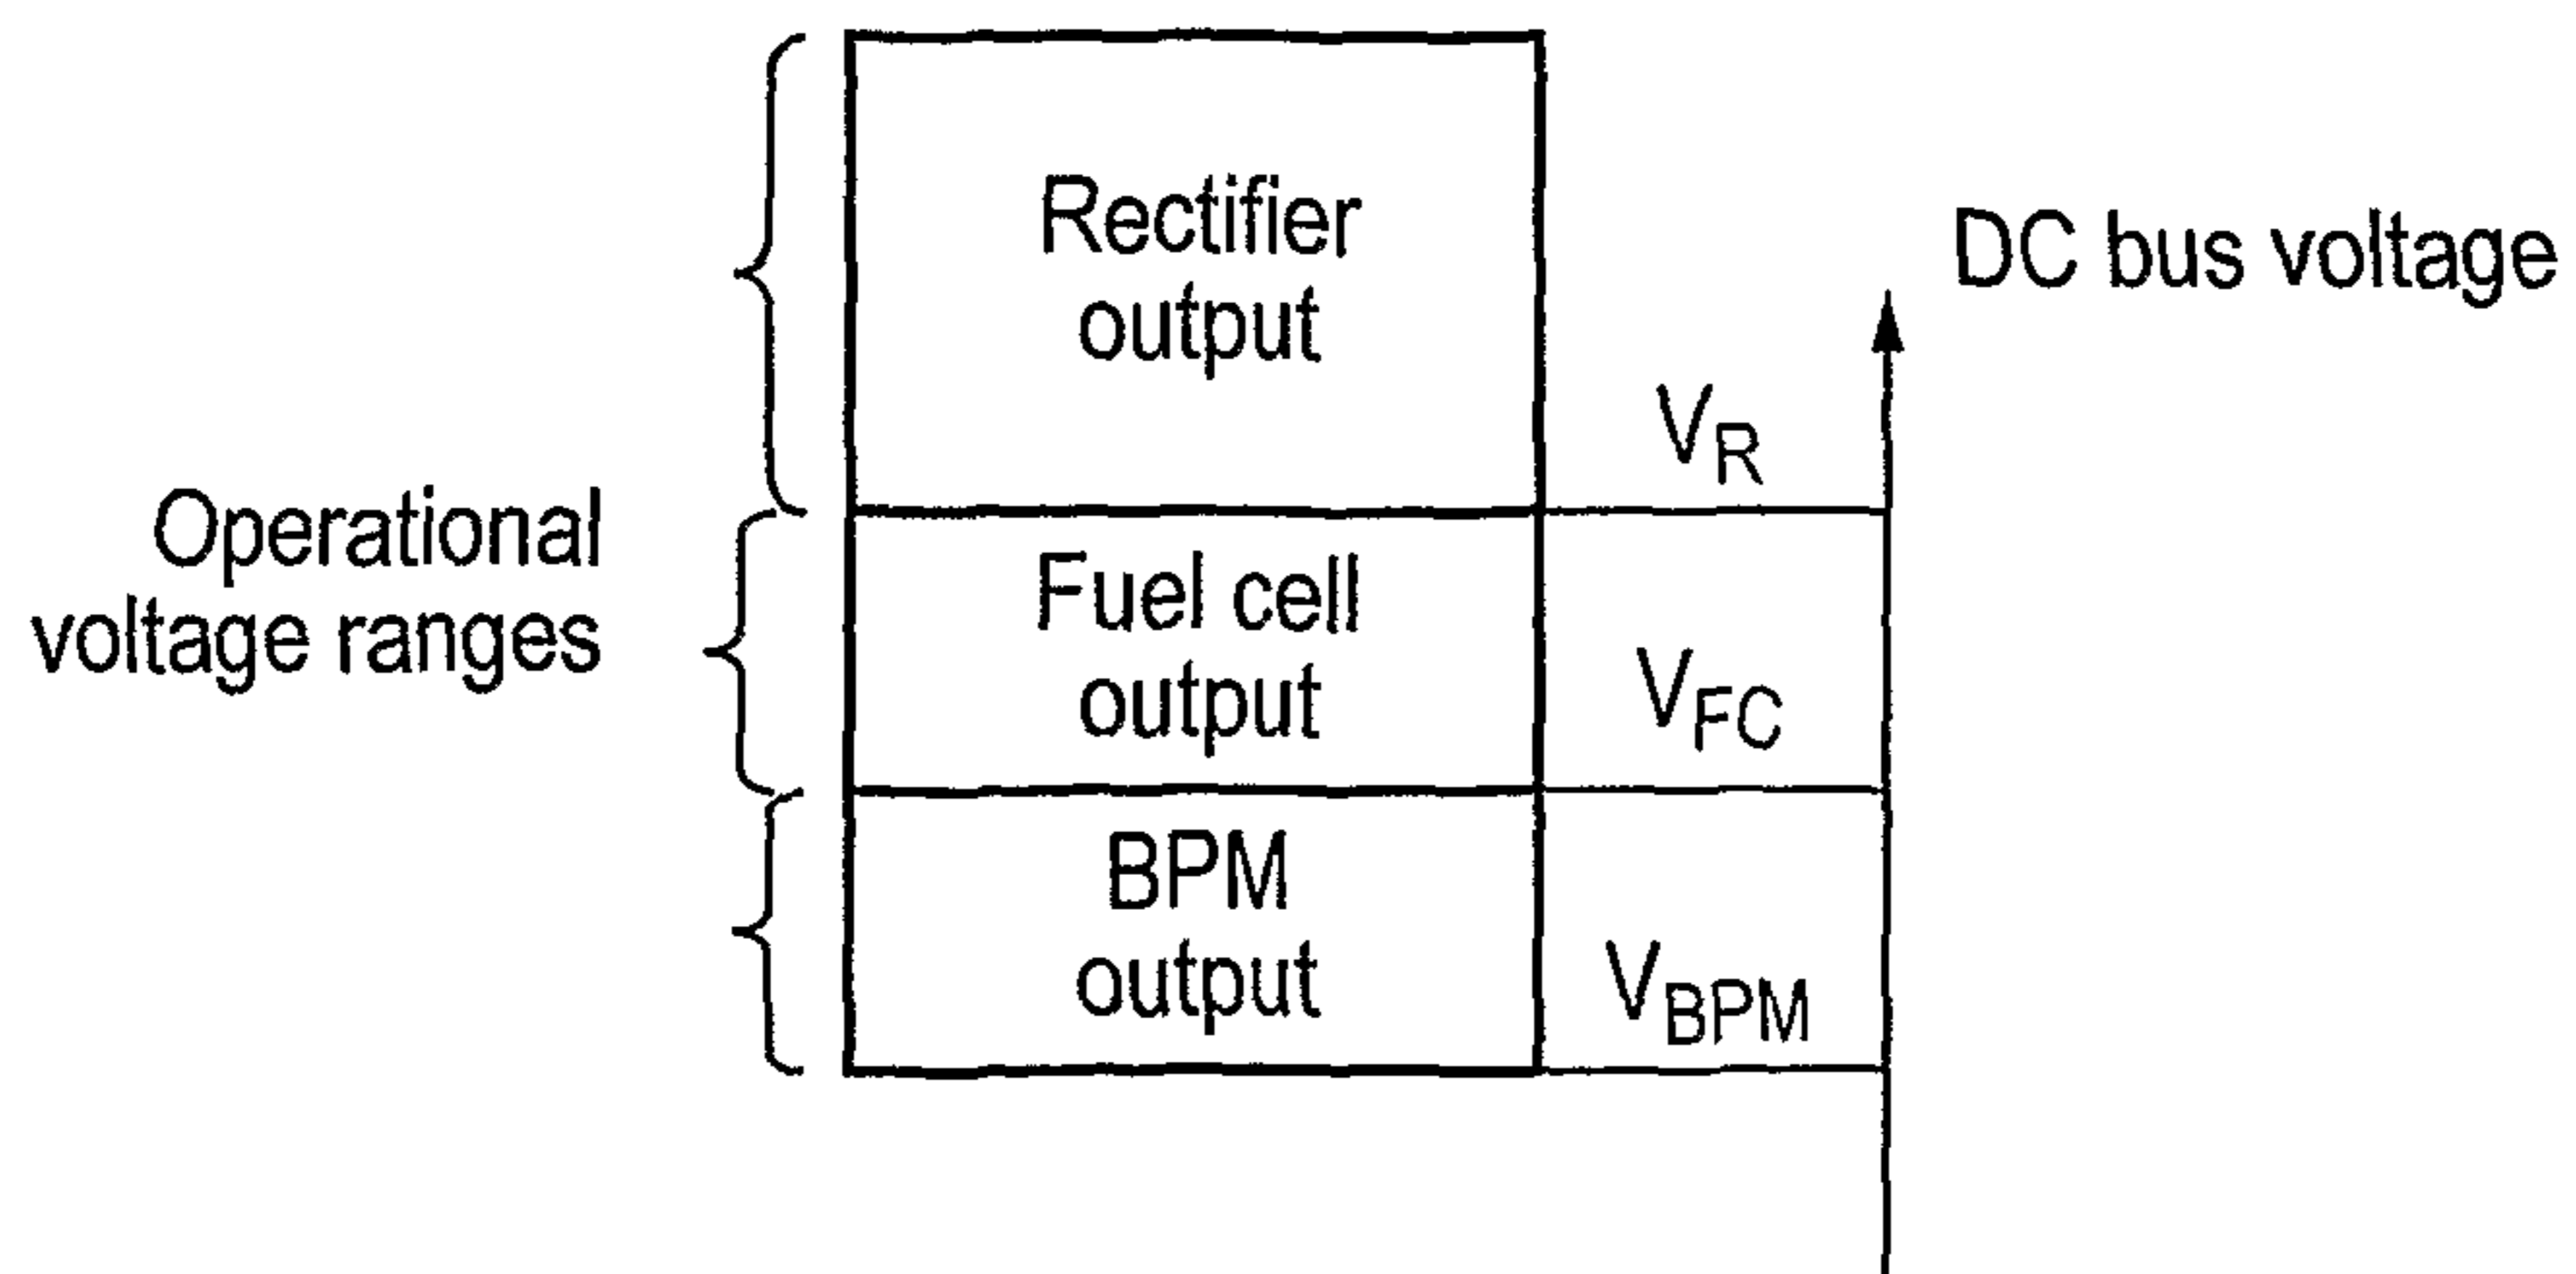 Rectifier
output
DC bus voltage
V_R
Operational
voltage ranges
Fuel cell
output
V_FC
BPM
output
V_BPM